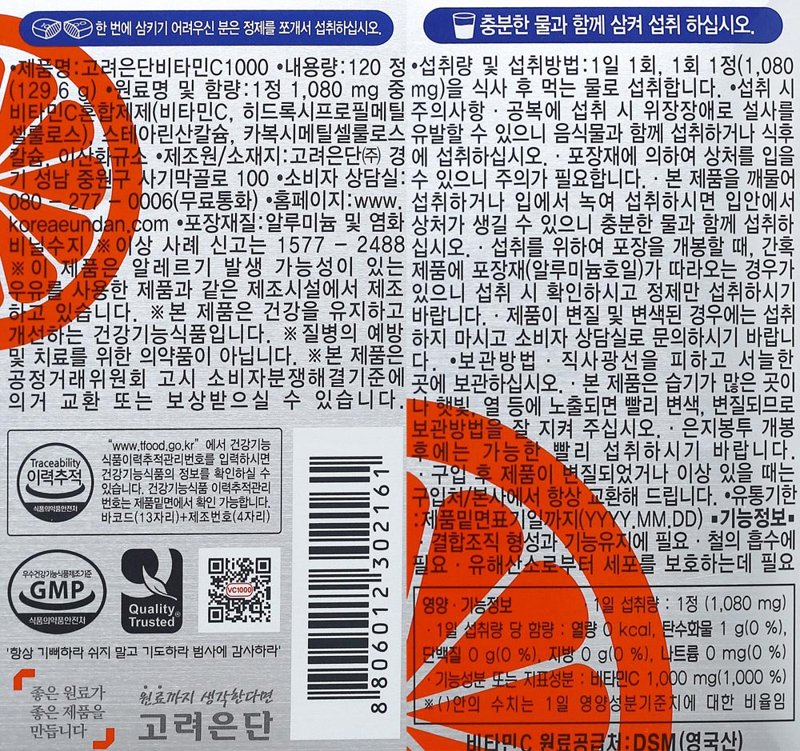 한 번에 삼키기 어려우신 분은 정제를 쪼개서 섭취하십시오.
•제품명:고려은단비타민C1000 •내용량:120 정
(129.6 g) •원료명 및 함량:1정 1,080 mg 중
비타민C혼합제제(비타민C, 히드록시프로필메틸
셀룰로스) 스테아린산칼슘, 카복시메틸셀룰로스
칼슘, 이산화규소 •제조원/소재지:고려은단㈜ 경
기 성남 중원구 사기막골로 100 •소비자 상담실:
080 - 277 - 0006(무료통화) •홈페이지:www.
koreaeundan.com •포장재질:알루미늄 및 염화
비닐수지 ※이상 사례 신고는 1577 - 2488
※이 제품은 알레르기 발생 가능성이 있는
우유를 사용한 제품과 같은 제조시설에서 제조
하고 있습니다. ※본 제품은 건강을 유지하고
개선하는 건강기능식품입니다. ※질병의 예방
및 치료를 위한 의약품이 아닙니다. ※본 제품은
공정거래위원회 고시 소비자분쟁해결기준에
의거 교환 또는 보상받으실 수 있습니다.
Traceability
이력추적
식품의약품안전처
"www.tfood.go.kr" 에서 건강기능
식품이력추적관리번호를 입력하시면
건강기능식품의 정보를 확인하실 수
있습니다. 건강기능식품 이력추적관리
번호는 제품밑면에서 확인 가능합니다.
바코드(13자리)+제조번호(4자리)
우수건강기능식품제조기준
GMP
식품의약품안전처
Quality
Trusted
VC1000
'항상 기뻐하라 쉬지 말고 기도하라 범사에 감사하라'
좋은 원료가
좋은 제품을
만듭니다
원료까지 생각한다면
고려은단
8 806012 302161
충분한 물과 함께 삼켜 섭취 하십시오.
•섭취량 및 섭취방법:1일 1회, 1회 1정(1,080
mg)을 식사 후 먹는 물로 섭취합니다. •섭취 시
주의사항 · 공복에 섭취 시 위장장애로 설사를
유발할 수 있으니 음식물과 함께 섭취하거나 식후
에 섭취하십시오. · 포장재에 의하여 상처를 입을
수 있으니 주의가 필요합니다. · 본 제품을 깨물어
섭취하거나 입에서 녹여 섭취하시면 입안에서
상처가 생길 수 있으니 충분한 물과 함께 섭취하
십시오. · 섭취를 위하여 포장을 개봉할 때, 간혹
제품에 포장재(알루미늄호일)가 따라오는 경우가
있으니 섭취 시 확인하시고 정제만 섭취하시기
바랍니다. · 제품이 변질 및 변색된 경우에는 섭취
하지 마시고 소비자 상담실로 문의하시기 바랍니
다. •보관방법 · 직사광선을 피하고 서늘한
곳에 보관하십시오. · 본 제품은 습기가 많은 곳이
나 햇빛, 열 등에 노출되면 빨리 변색, 변질되므로
보관방법을 잘 지켜 주십시오. · 은지봉투 개봉
후에는 가능한 빨리 섭취하시기 바랍니다.
· 구입 후 제품이 변질되었거나 이상 있을 때는
구입처/본사에서 항상 교환해 드립니다. •유통기한
:제품밑면표기일까지(YYYY.MM.DD) ▪기능정보▪
· 결합조직 형성과 기능유지에 필요 · 철의 흡수에
필요 · 유해산소로부터 세포를 보호하는데 필요
영양 · 기능정보 1일 섭취량 : 1정 (1,080 mg)
· 1일 섭취량 당 함량 : 열량 0 kcal, 탄수화물 1 g(0 %),
단백질 0 g(0 %), 지방 0 g(0 %), 나트륨 0 mg(0 %)
· 기능성분 또는 지표성분 : 비타민C 1,000 mg(1,000 %)
※( )안의 수치는 1일 영양성분기준치에 대한 비율임
비타민C 원료공급처:DSM(영국산)